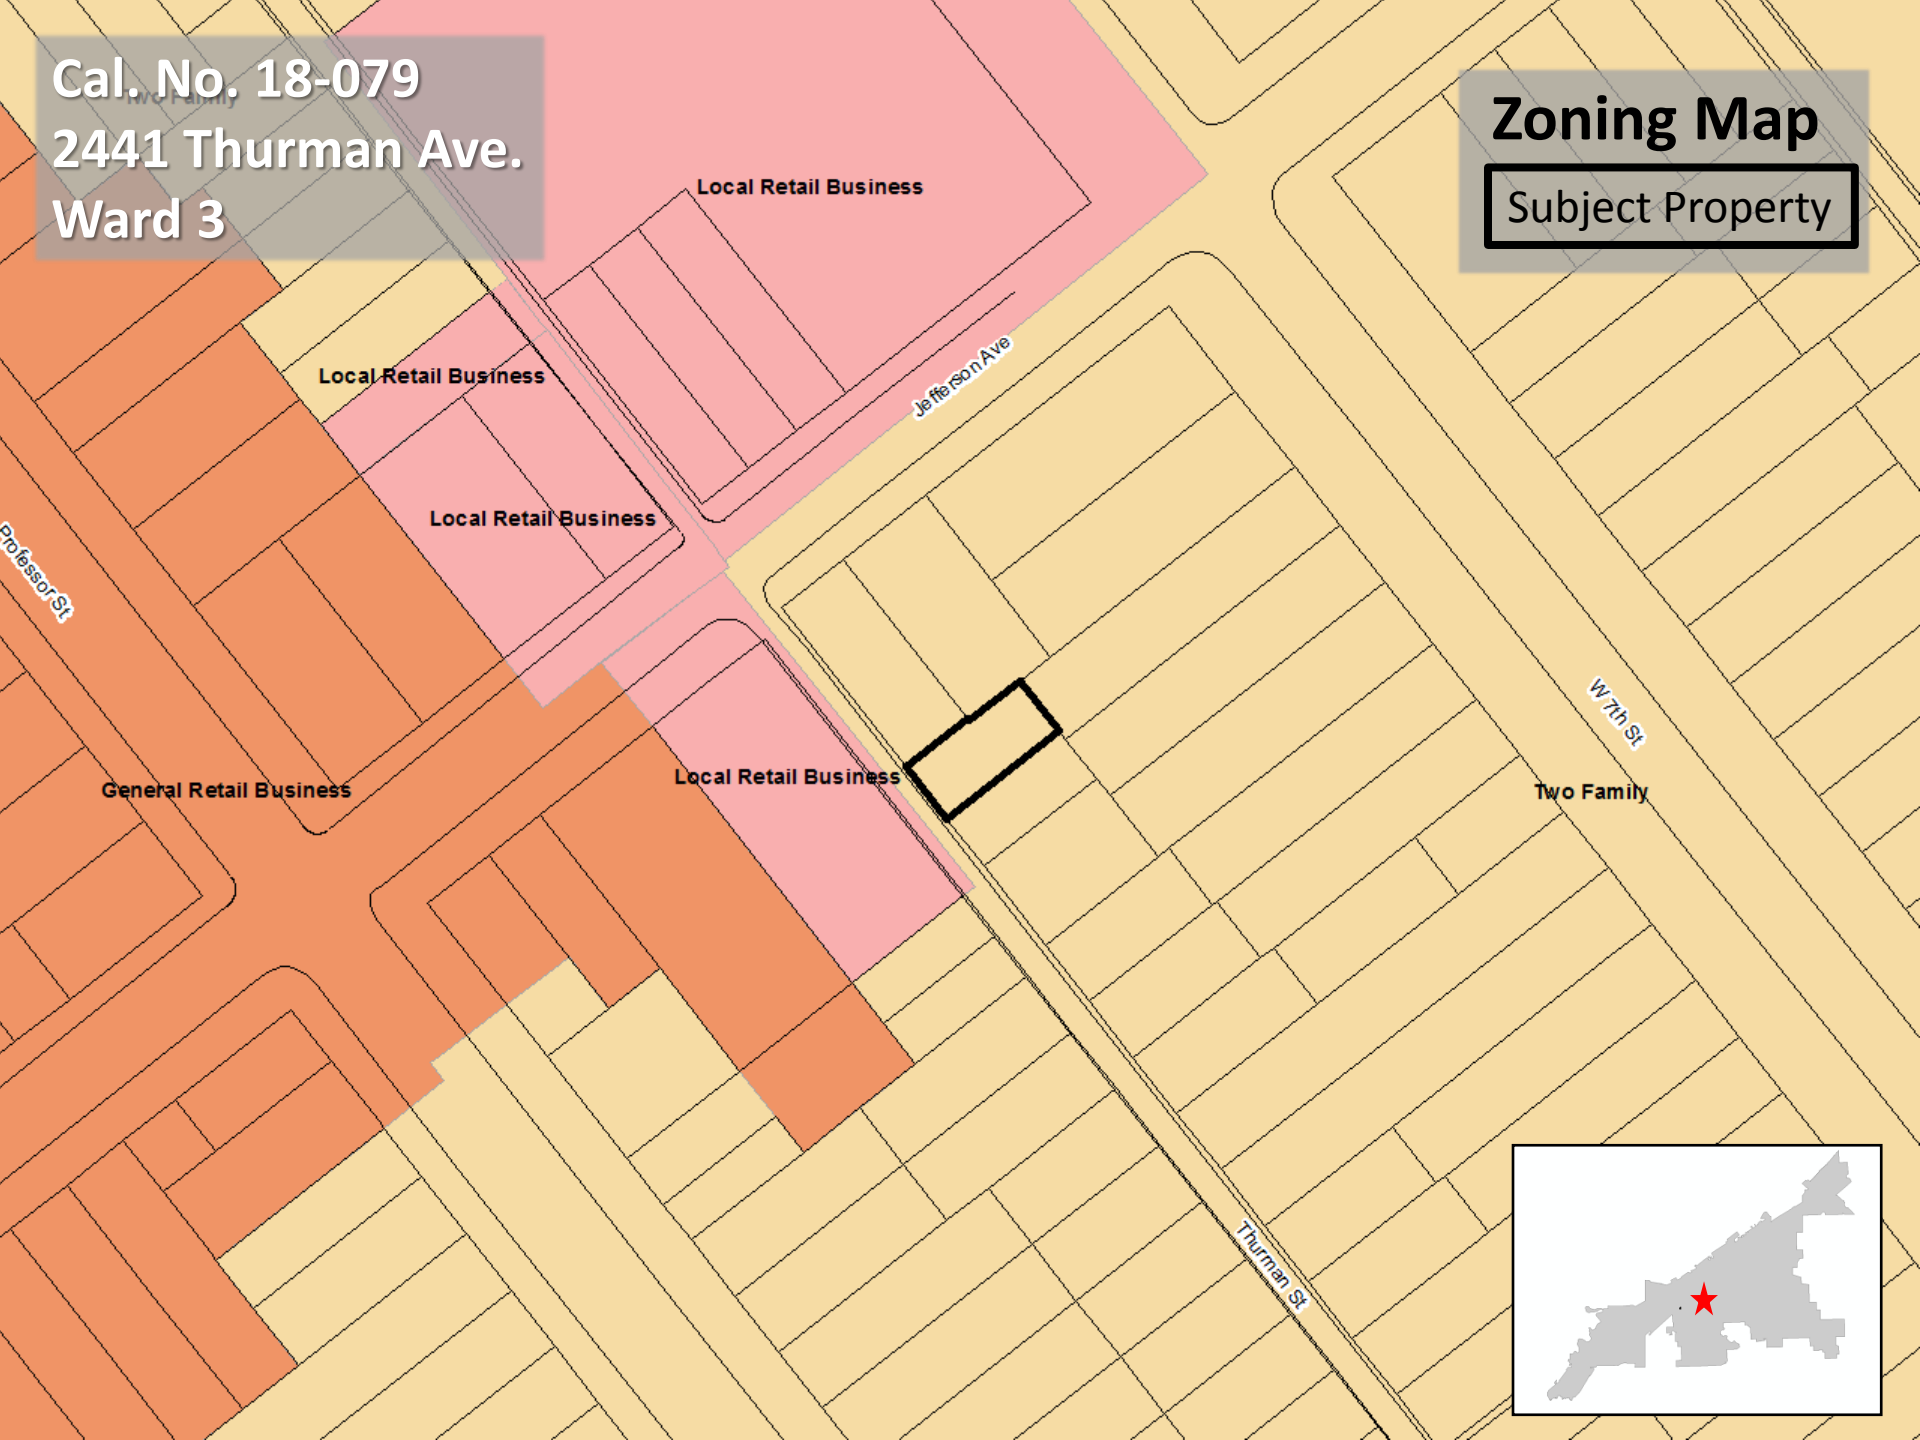 Cal. No. 18-079
2441 Thurman Ave.
Ward 3
Two Family
Zoning Map
Subject Property
Local Retail Business
Jefferson Ave
Local Retail Business
Local Retail Business
Professor St
W 7th St
Local Retail Business
General Retail Business
Two Family
Thurman St